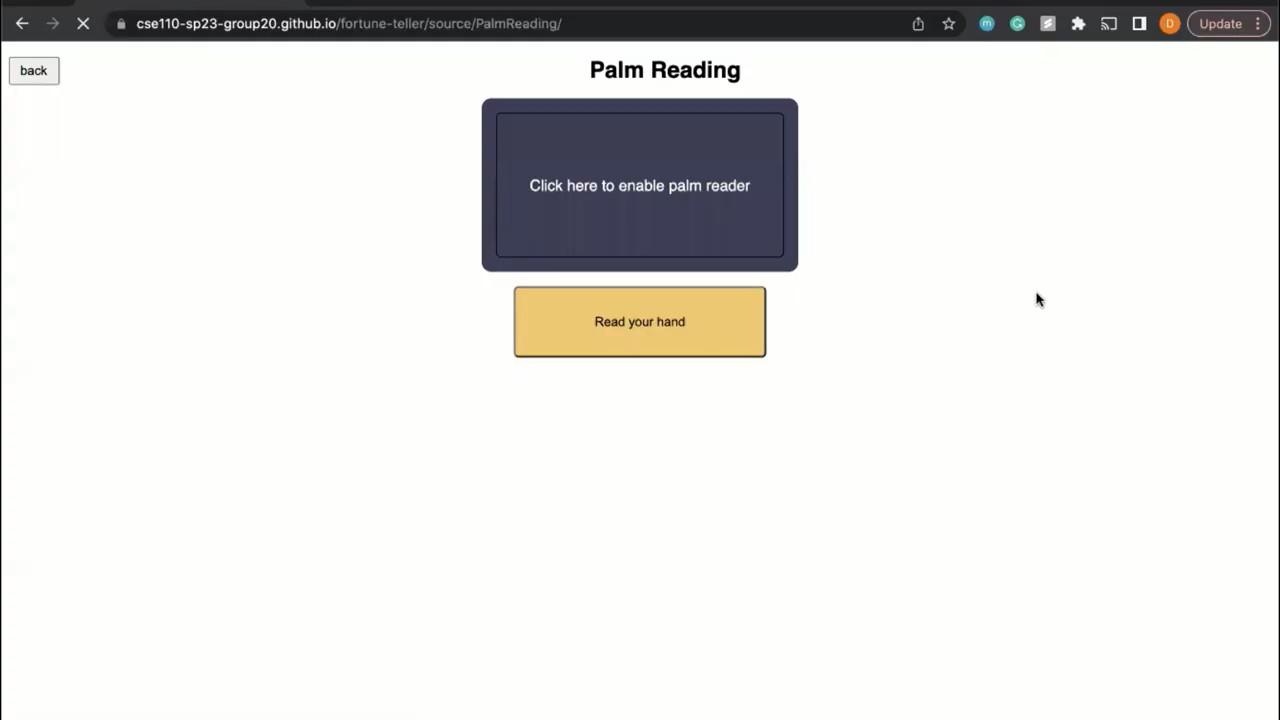 cse110-sp23-group20.github.io/fortune-teller/source/PalmReading/
D
Update
back
Palm Reading
Click here to enable palm reader
Read your hand